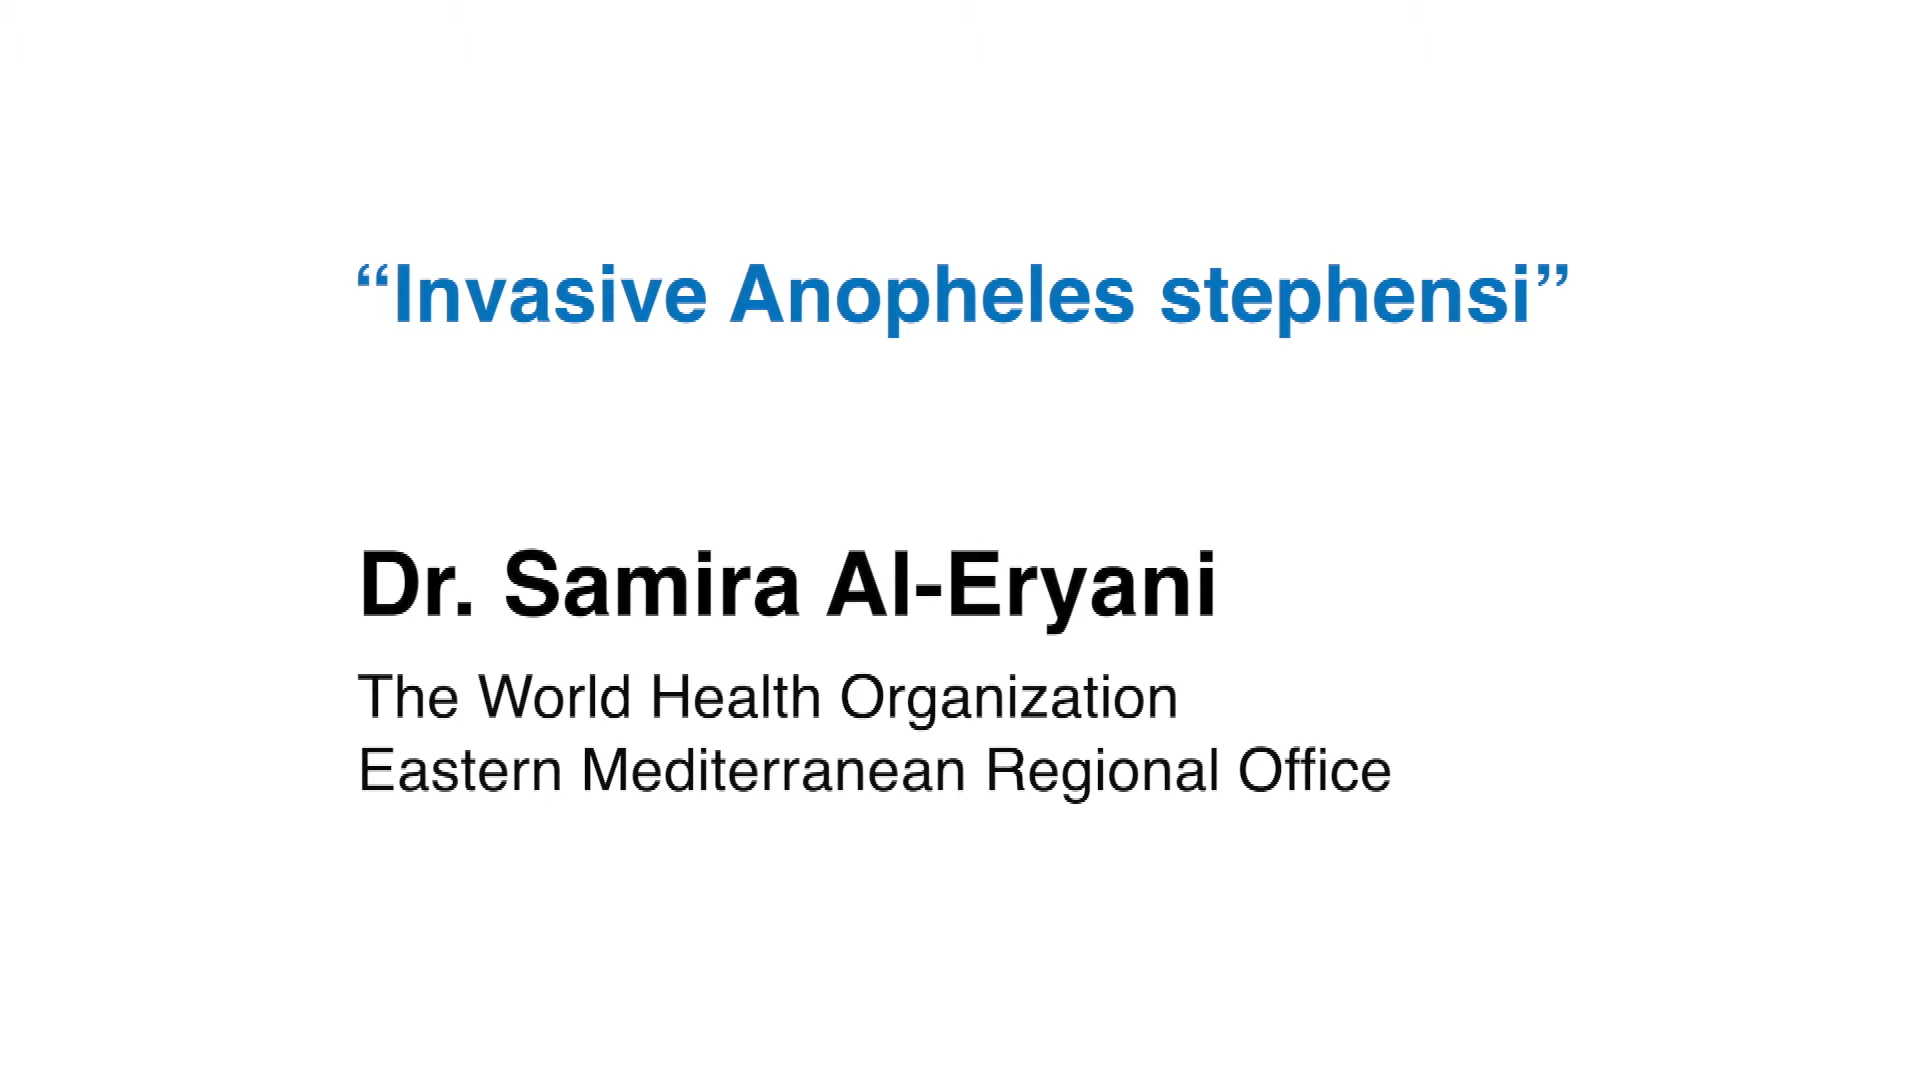 “Invasive Anopheles stephensi”
Dr. Samira Al-Eryani
The World Health Organization
Eastern Mediterranean Regional Office